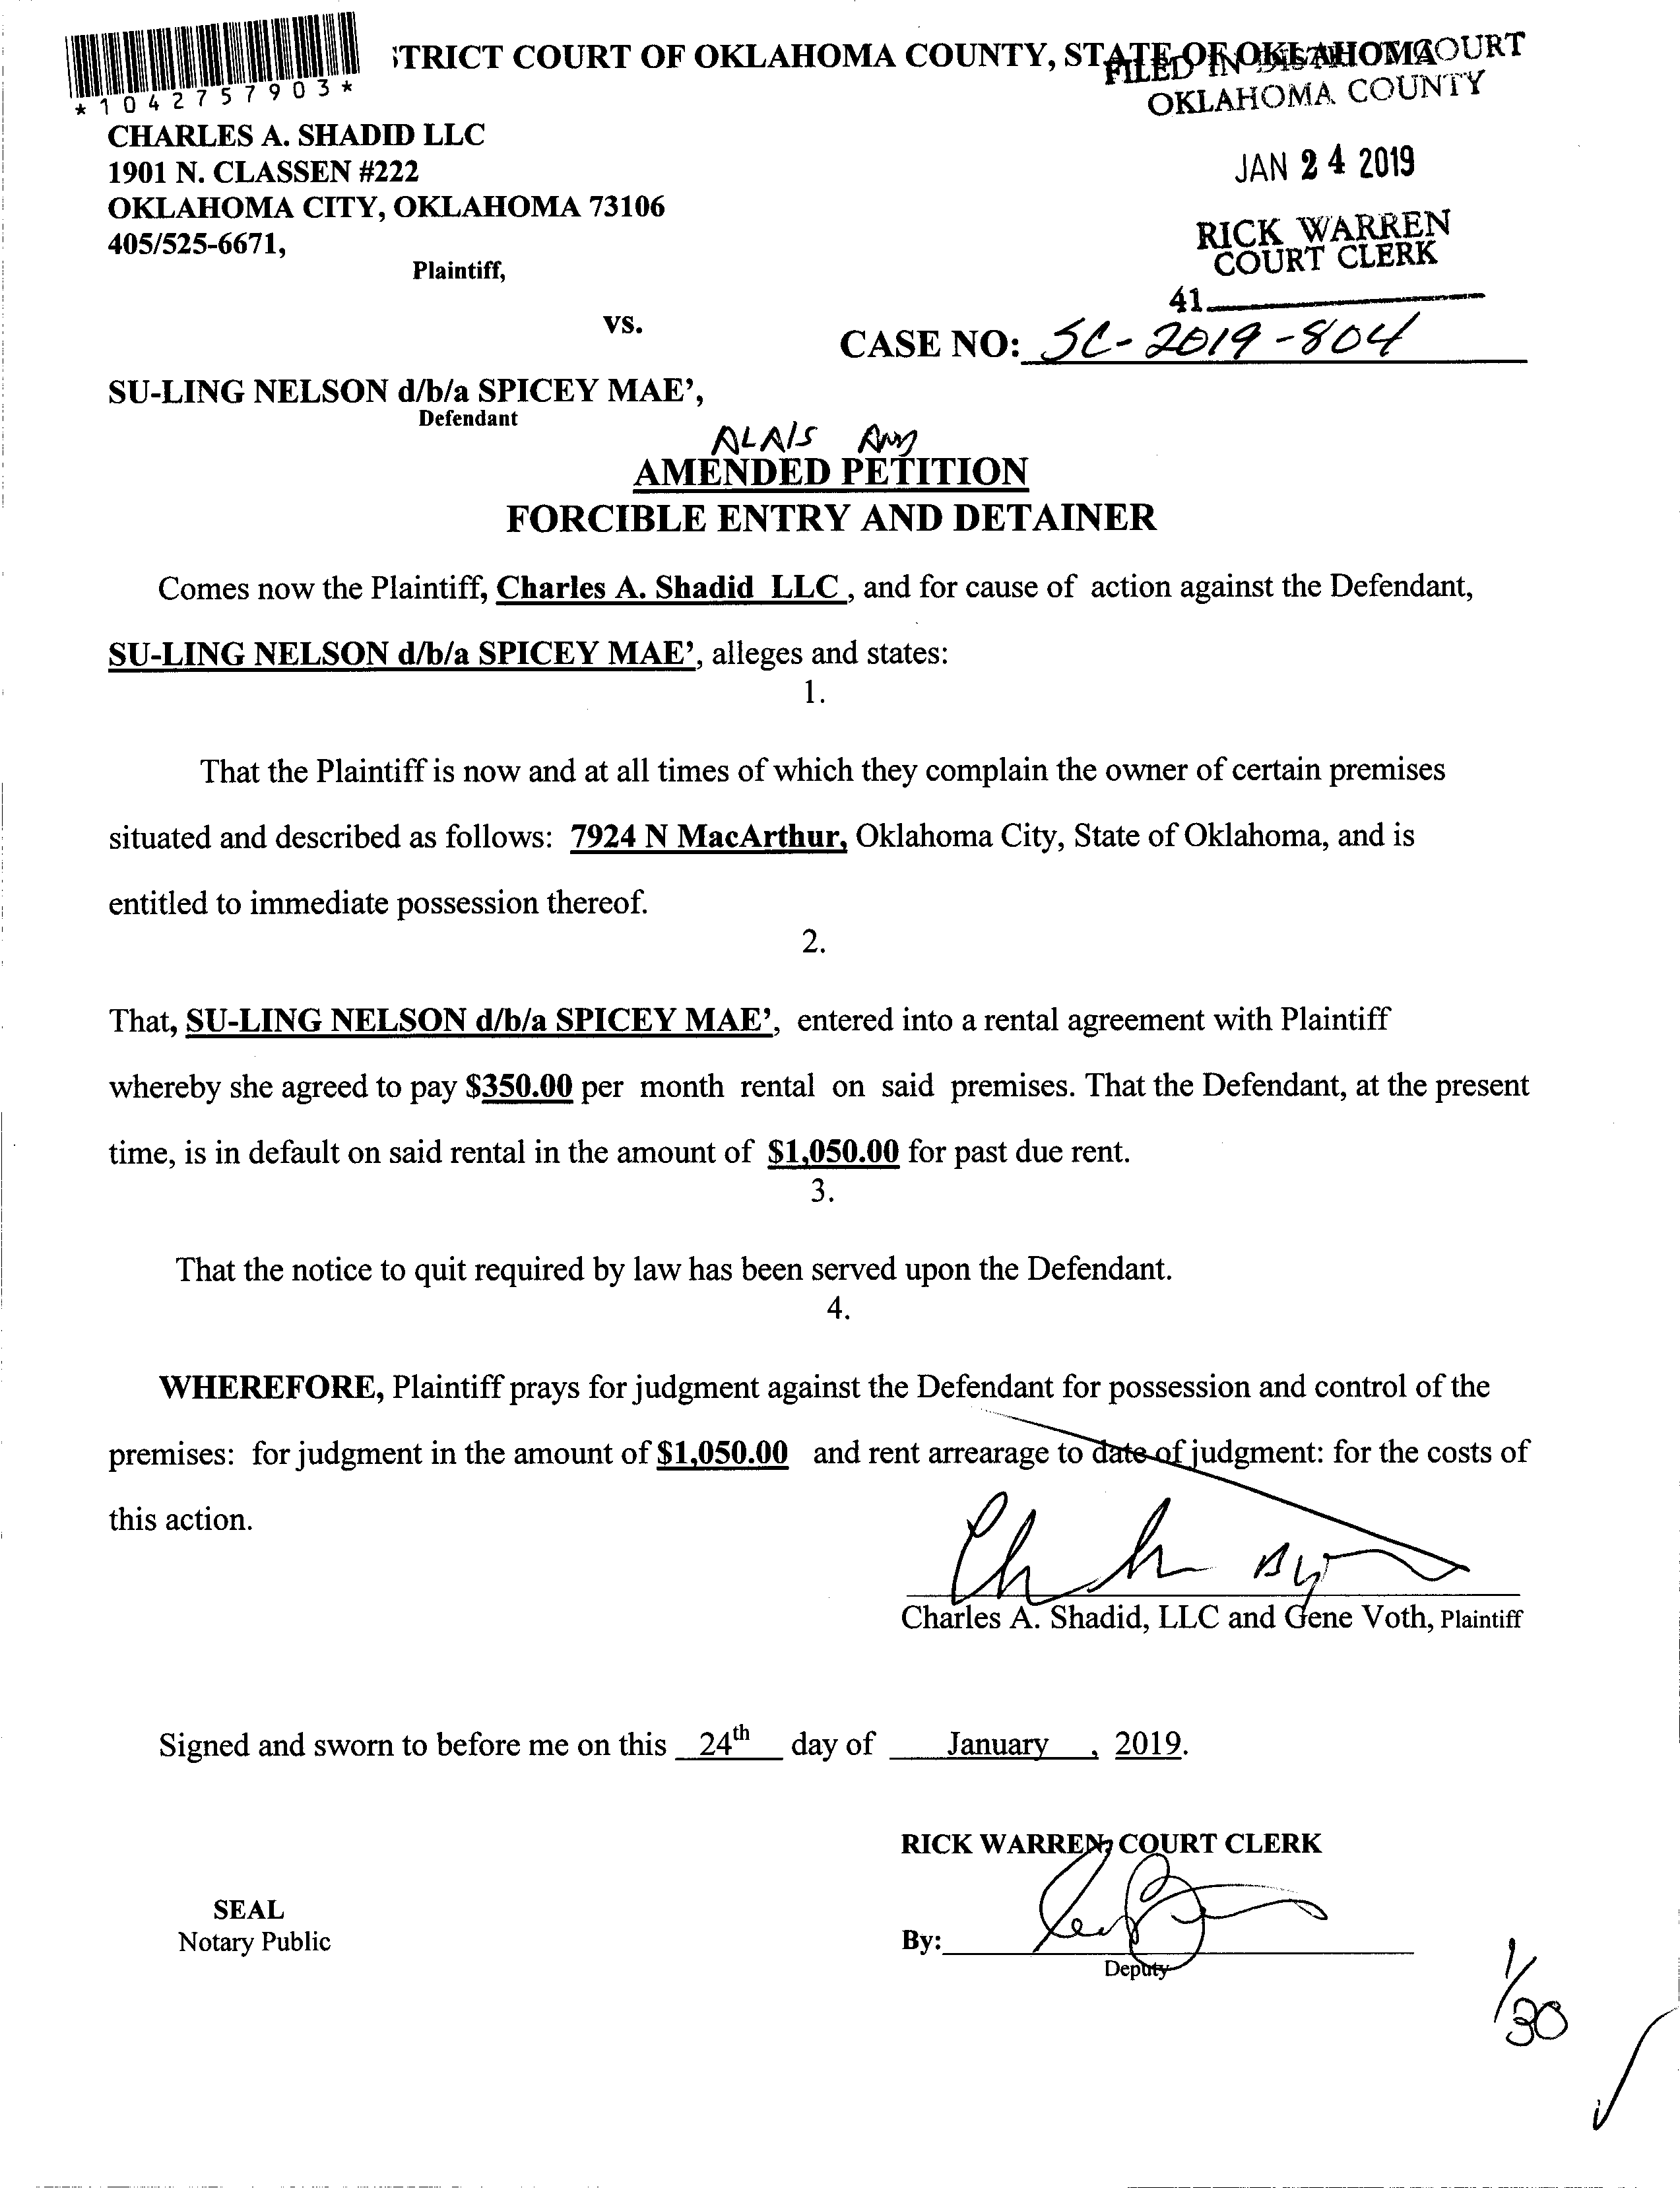 STRICT COURT OF OKLAHOMA COUNTY, STATE OF OKLAHOMA
FILED IN DISTRICT COURT
OKLAHOMA COUNTY
*1042757903*
CHARLES A. SHADID LLC
1901 N. CLASSEN #222
OKLAHOMA CITY, OKLAHOMA 73106
405/525-6671,
Plaintiff,
JAN 24 2019
RICK WARREN
COURT CLERK
41
vs.
CASE NO: SC-2019-804
SU-LING NELSON d/b/a SPICEY MAE’,
Defendant
ALAIS Any
AMENDED PETITION
FORCIBLE ENTRY AND DETAINER
Comes now the Plaintiff, Charles A. Shadid LLC , and for cause of action against the Defendant,
SU-LING NELSON d/b/a SPICEY MAE’, alleges and states:
1.
That the Plaintiff is now and at all times of which they complain the owner of certain premises
situated and described as follows: 7924 N MacArthur, Oklahoma City, State of Oklahoma, and is
entitled to immediate possession thereof.
2.
That, SU-LING NELSON d/b/a SPICEY MAE’, entered into a rental agreement with Plaintiff
whereby she agreed to pay $350.00 per month rental on said premises. That the Defendant, at the present
time, is in default on said rental in the amount of $1,050.00 for past due rent.
3.
That the notice to quit required by law has been served upon the Defendant.
4.
WHEREFORE, Plaintiff prays for judgment against the Defendant for possession and control of the
premises: for judgment in the amount of $1,050.00 and rent arrearage to date of judgment: for the costs of
this action.
Charles A. Shadid, LLC and Gene Voth, Plaintiff
Signed and sworn to before me on this 24th day of January , 2019.
RICK WARREN, COURT CLERK
SEAL
Notary Public
By:
Deputy
1/30